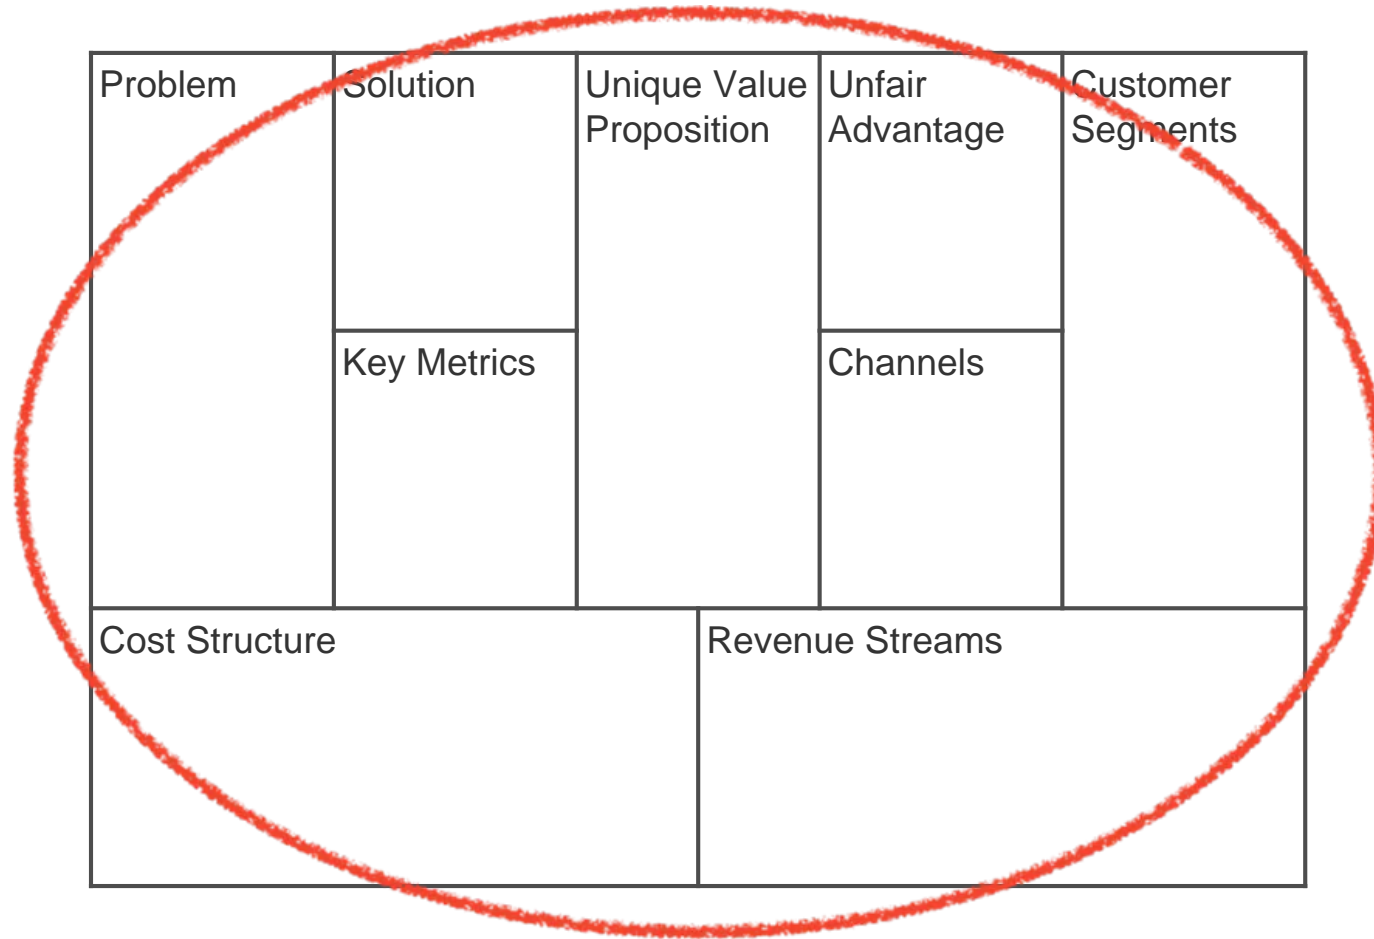 Problem
Solution
Unique Value
Proposition
Unfair
Advantage
Customer
Segments
Key Metrics
Channels
Cost Structure
Revenue Streams